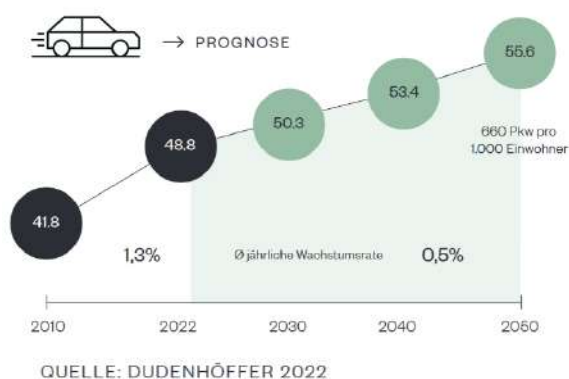 → PROGNOSE
55.6
53.4
50.3
48.8
41.8
660 Pkw pro
1.000 Einwohner
1,3%
Ø jährliche Wachstumsrate
0,5%
2010
2022
2030
2040
2050
QUELLE: DUDENHÖFFER 2022